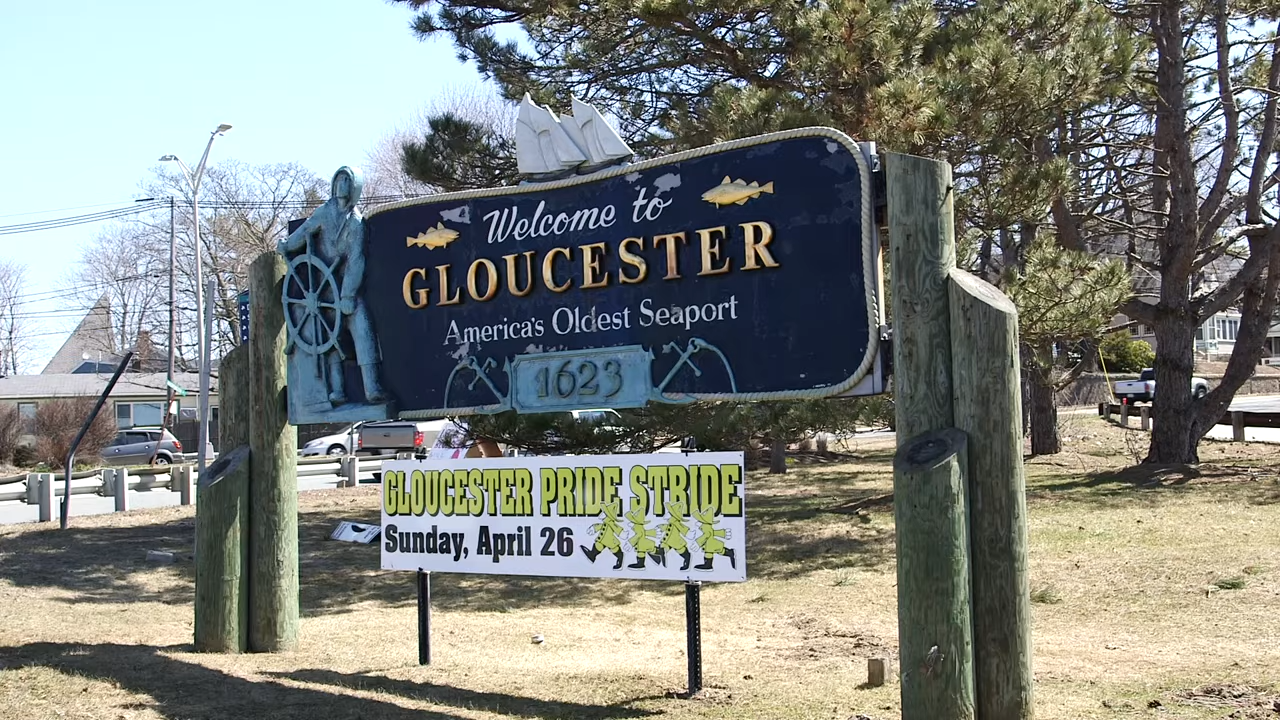 Welcome to
GLOUCESTER
America's Oldest Seaport
1623
GLOUCESTER PRIDE STRIDE
Sunday, April 26